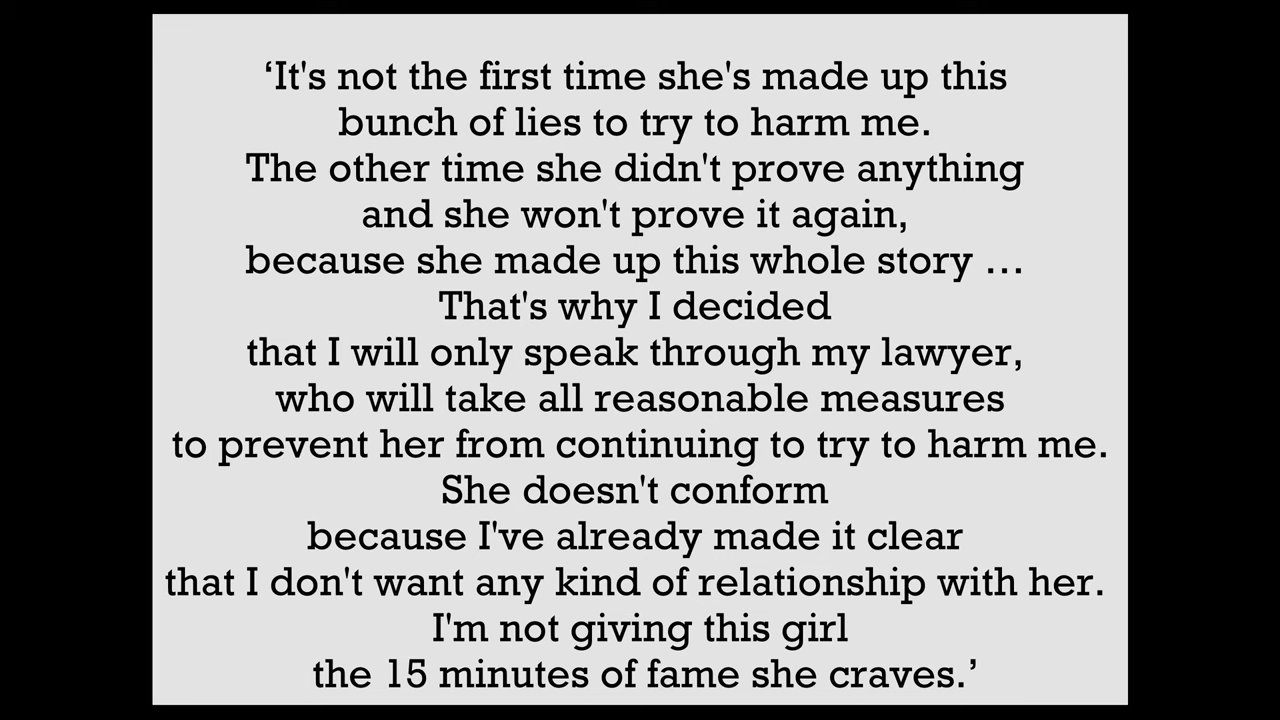 ‘It's not the first time she's made up this
bunch of lies to try to harm me.
The other time she didn't prove anything
and she won't prove it again,
because she made up this whole story ...
That's why I decided
that I will only speak through my lawyer,
who will take all reasonable measures
to prevent her from continuing to try to harm me.
She doesn't conform
because I've already made it clear
that I don't want any kind of relationship with her.
I'm not giving this girl
the 15 minutes of fame she craves.’